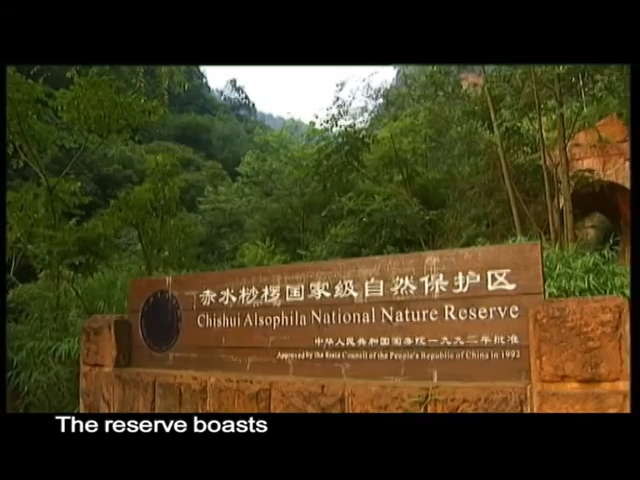 赤水桫椤国家级自然保护区
CHISHUI ALSOPHILA NATIONAL NATURE RESERVE
中华人民共和国国务院一九九二年批准
APPROVED BY THE STATE COUNCIL OF THE PEOPLE'S REPUBLIC OF CHINA IN 1992
The reserve boasts